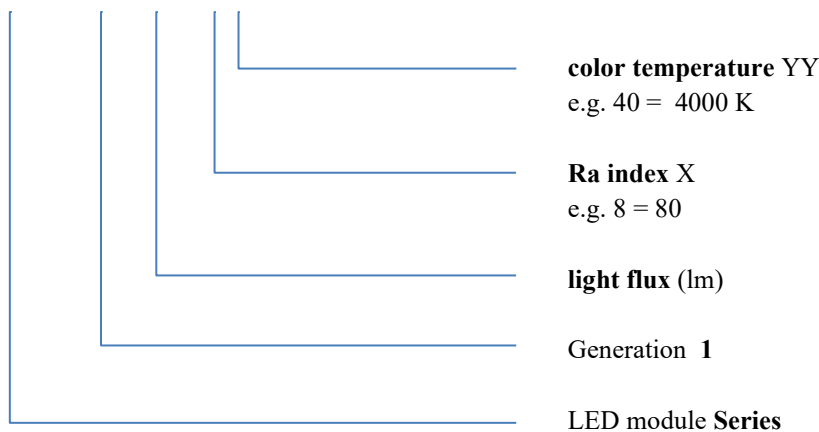 color temperature YY
e.g. 40 = 4000 K
Ra index X
e.g. 8 = 80
light flux (lm)
Generation 1
LED module Series